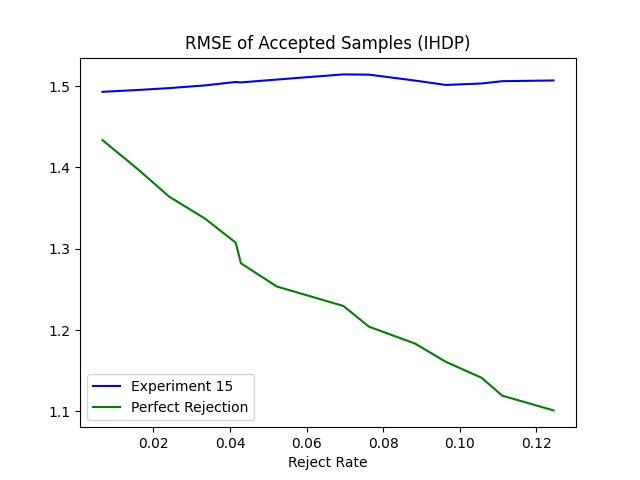 RMSE of Accepted Samples (IHDP)
1.5
1.4
1.3
1.2
1.1
Experiment 15
Perfect Rejection
0.02 0.04 0.06 0.08 0.10 0.12
Reject Rate